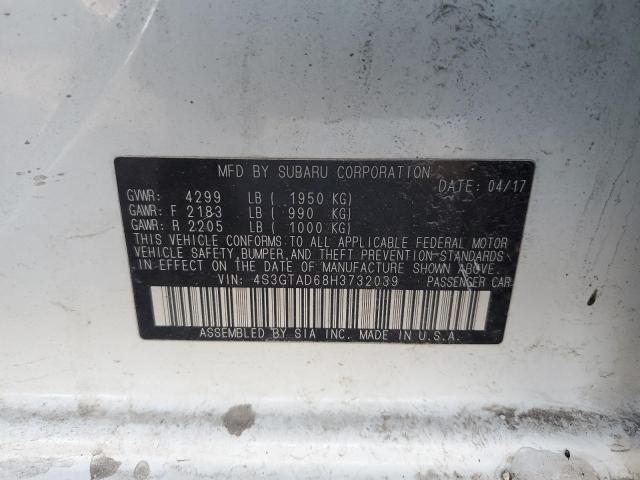 MFD BY SUBARU CORPORATION
DATE: 04/17
GVWR: 4299 LB ( 1950 KG)
GAWR: F 2183 LB ( 990 KG)
GAWR: R 2205 LB ( 1000 KG)
THIS VEHICLE CONFORMS TO ALL APPLICABLE FEDERAL MOTOR
VEHICLE SAFETY, BUMPER, AND THEFT PREVENTION STANDARDS
IN EFFECT ON THE DATE OF MANUFACTURE SHOWN ABOVE.
VIN: 4S3GTAD68H3732039 PASSENGER CAR
ASSEMBLED BY SIA INC. MADE IN U.S.A.